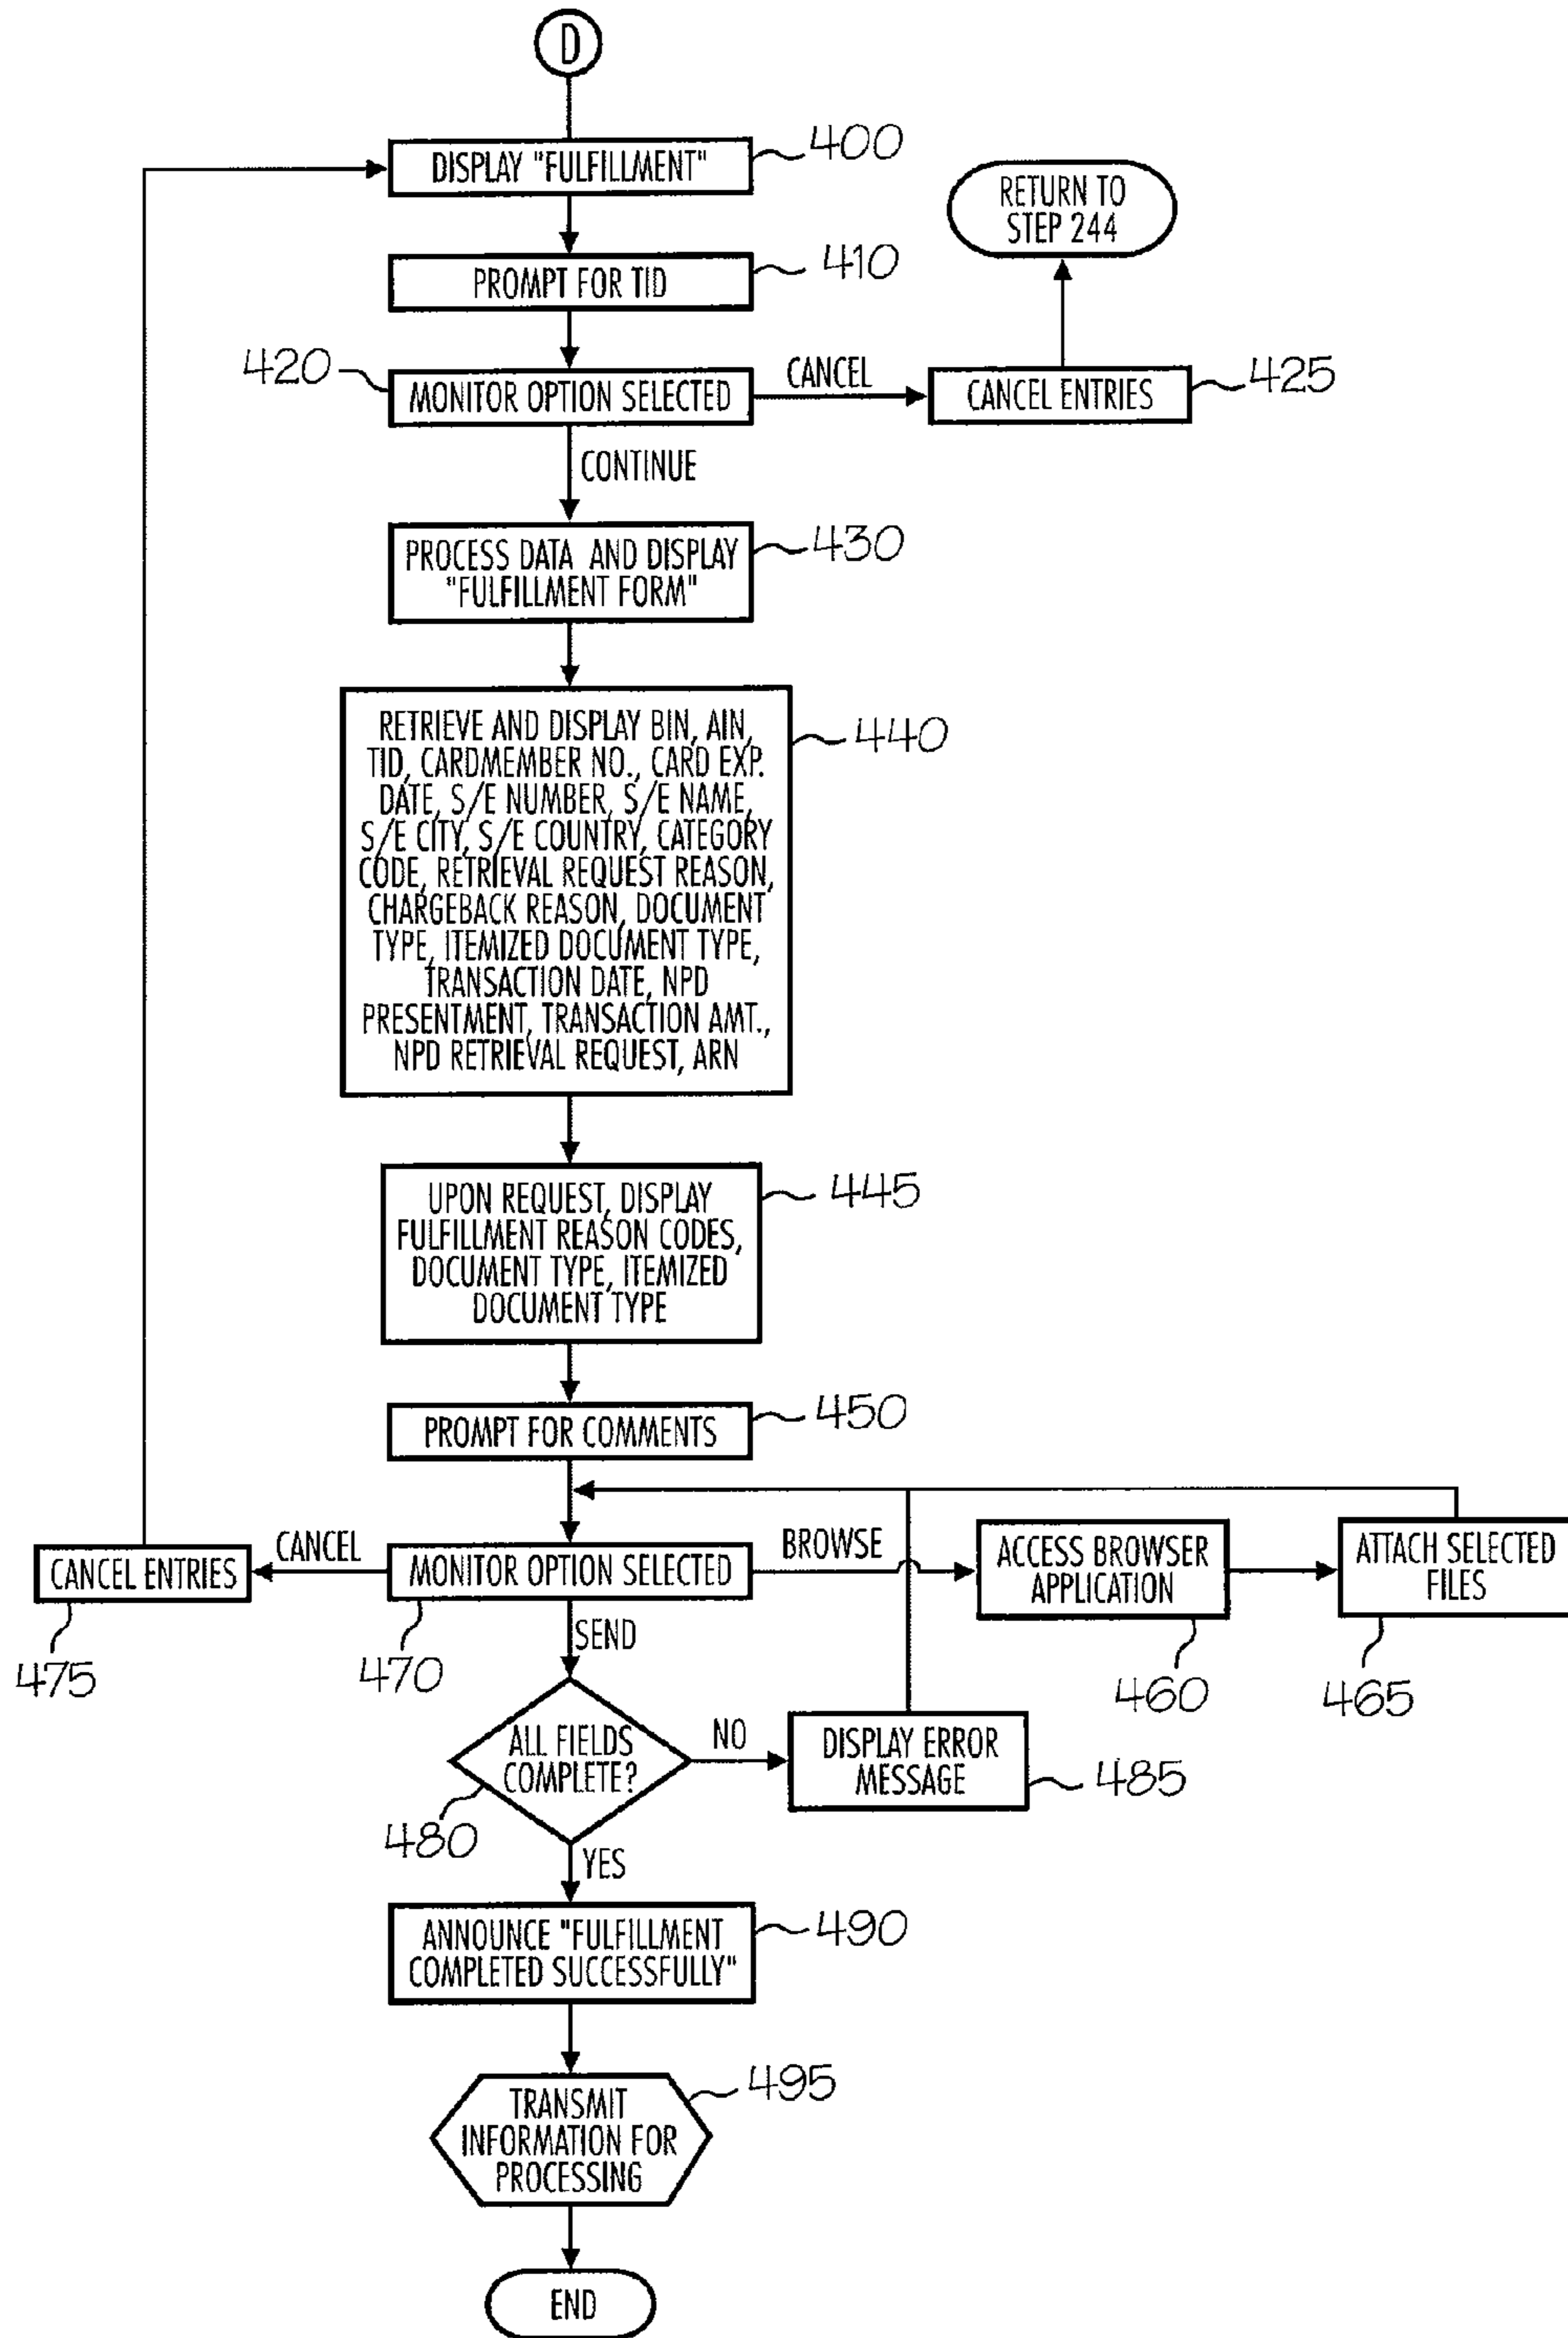 D
DISPLAY "FULFILLMENT"
400
RETURN TO
STEP 244
PROMPT FOR TID
410
420
MONITOR OPTION SELECTED
CANCEL
CANCEL ENTRIES
425
CONTINUE
PROCESS DATA AND DISPLAY
"FULFILLMENT FORM"
430
RETRIEVE AND DISPLAY BIN, AIN,
TID, CARDMEMBER NO., CARD EXP.
DATE, S/E NUMBER, S/E NAME,
S/E CITY, S/E COUNTRY, CATEGORY
CODE, RETRIEVAL REQUEST REASON,
CHARGEBACK REASON, DOCUMENT
TYPE, ITEMIZED DOCUMENT TYPE,
TRANSACTION DATE, NPD
PRESENTMENT, TRANSACTION AMT.,
NPD RETRIEVAL REQUEST, ARN
440
UPON REQUEST, DISPLAY
FULFILLMENT REASON CODES,
DOCUMENT TYPE, ITEMIZED
DOCUMENT TYPE
445
PROMPT FOR COMMENTS
450
CANCEL ENTRIES
475
CANCEL
MONITOR OPTION SELECTED
470
BROWSE
ACCESS BROWSER
APPLICATION
460
ATTACH SELECTED
FILES
465
SEND
ALL FIELDS
COMPLETE?
480
NO
DISPLAY ERROR
MESSAGE
485
YES
ANNOUNCE "FULFILLMENT
COMPLETED SUCCESSFULLY"
490
TRANSMIT
INFORMATION FOR
PROCESSING
495
END